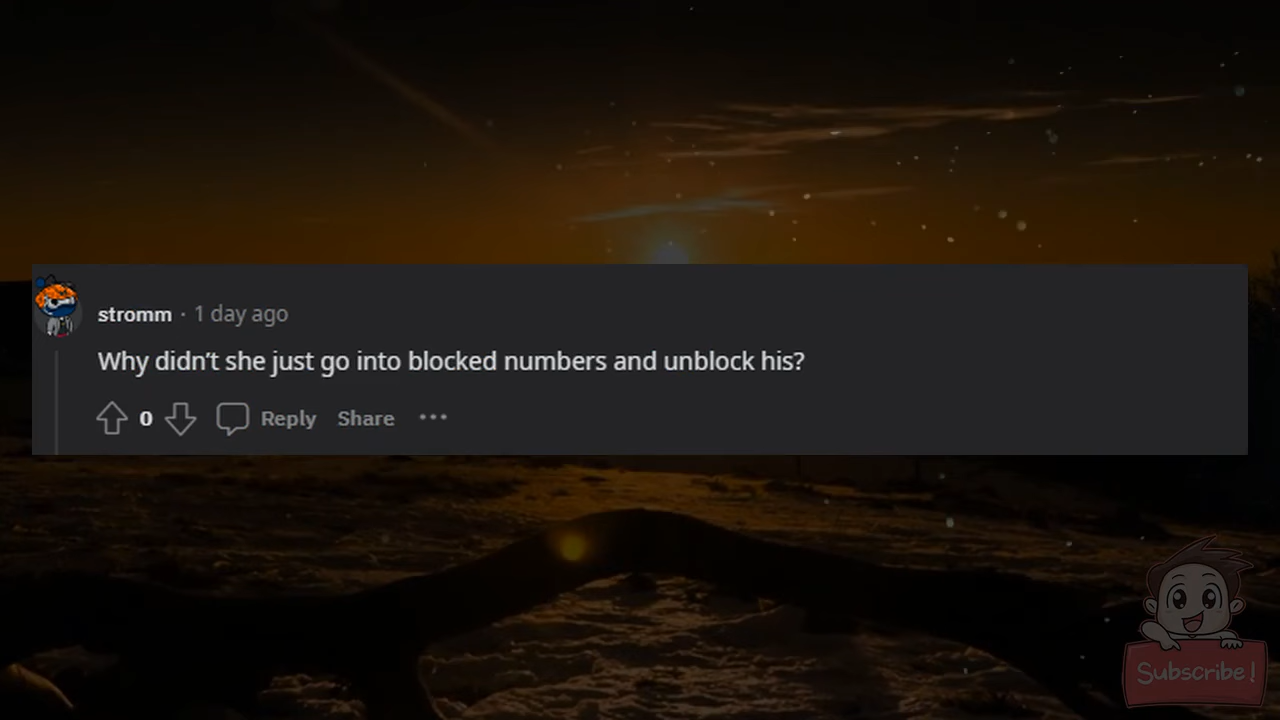 stromm · 1 day ago
Why didn't she just go into blocked numbers and unblock his?
0 Reply Share ···
Subscribe!